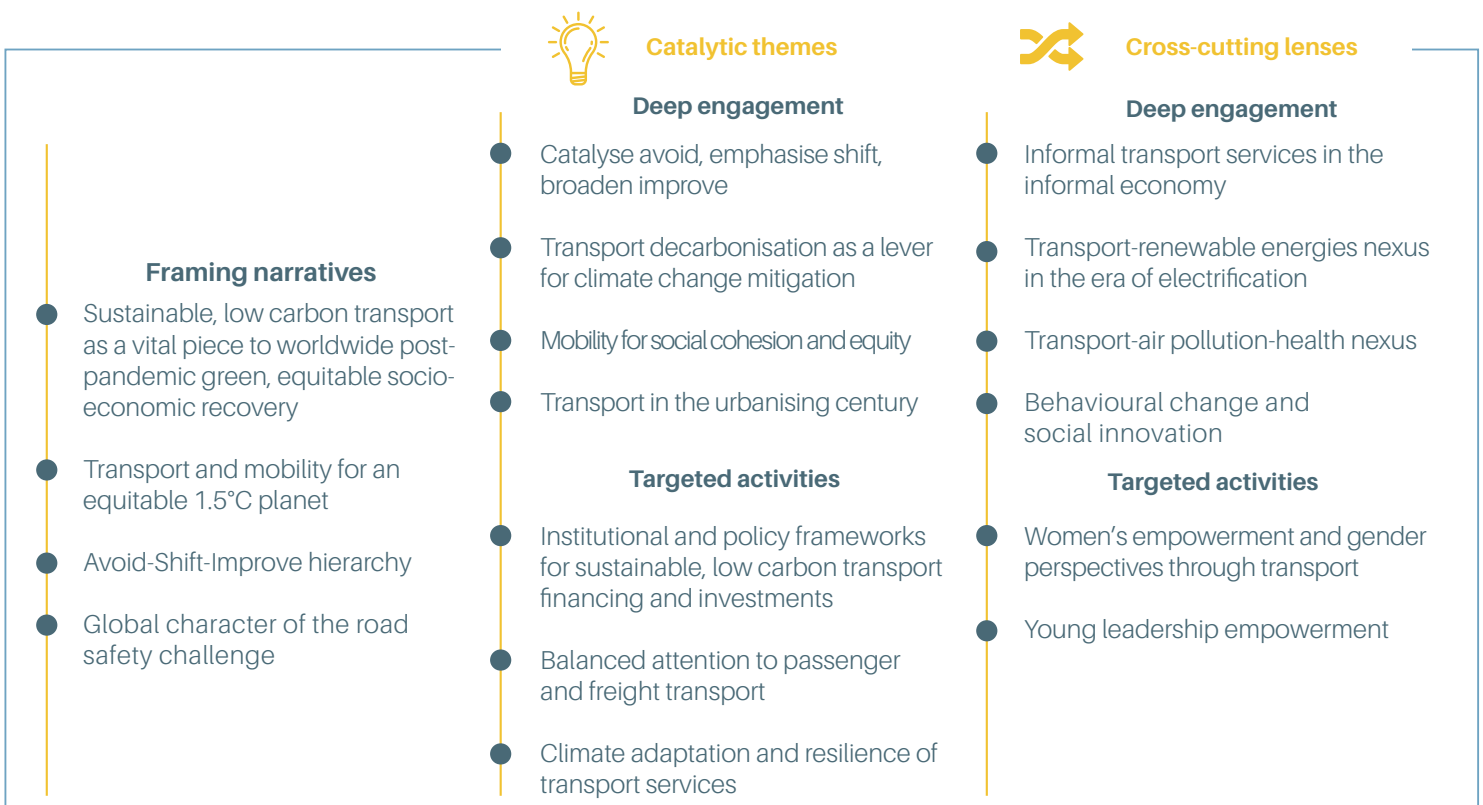 Framing narratives
Sustainable, low carbon transport
as a vital piece to worldwide post-
pandemic green, equitable socio-
economic recovery
Transport and mobility for an
equitable 1.5°C planet
Avoid-Shift-Improve hierarchy
Global character of the road
safety challenge
Catalytic themes
Deep engagement
Catalyse avoid, emphasise shift,
broaden improve
Transport decarbonisation as a lever
for climate change mitigation
Mobility for social cohesion and equity
Transport in the urbanising century
Targeted activities
Institutional and policy frameworks
for sustainable, low carbon transport
financing and investments
Balanced attention to passenger
and freight transport
Climate adaptation and resilience of
transport services
Cross-cutting lenses
Deep engagement
Informal transport services in the
informal economy
Transport-renewable energies nexus
in the era of electrification
Transport-air pollution-health nexus
Behavioural change and
social innovation
Targeted activities
Women’s empowerment and gender
perspectives through transport
Young leadership empowerment